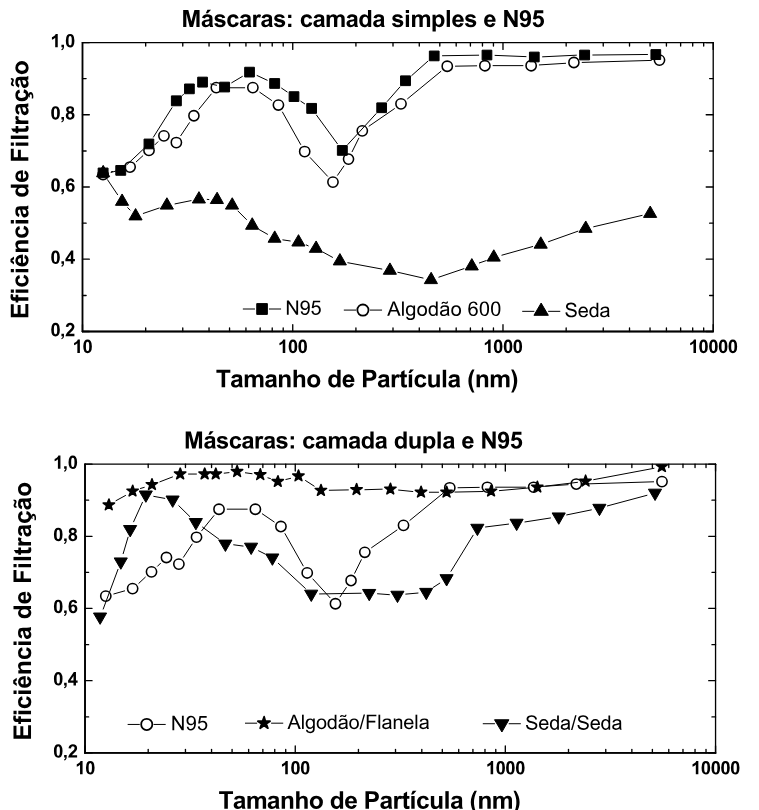 Máscaras: camada simples e N95
1,0
0,8
0,6
0,4
0,2
Eficiência de Filtração
N95 Algodão 600 Seda
10 100 1000 10000
Tamanho de Partícula (nm)
Máscaras: camada dupla e N95
1,0
0,8
0,6
0,4
0,2
Eficiência de Filtração
N95 Algodão/Flanela Seda/Seda
10 100 1000 10000
Tamanho de Partícula (nm)